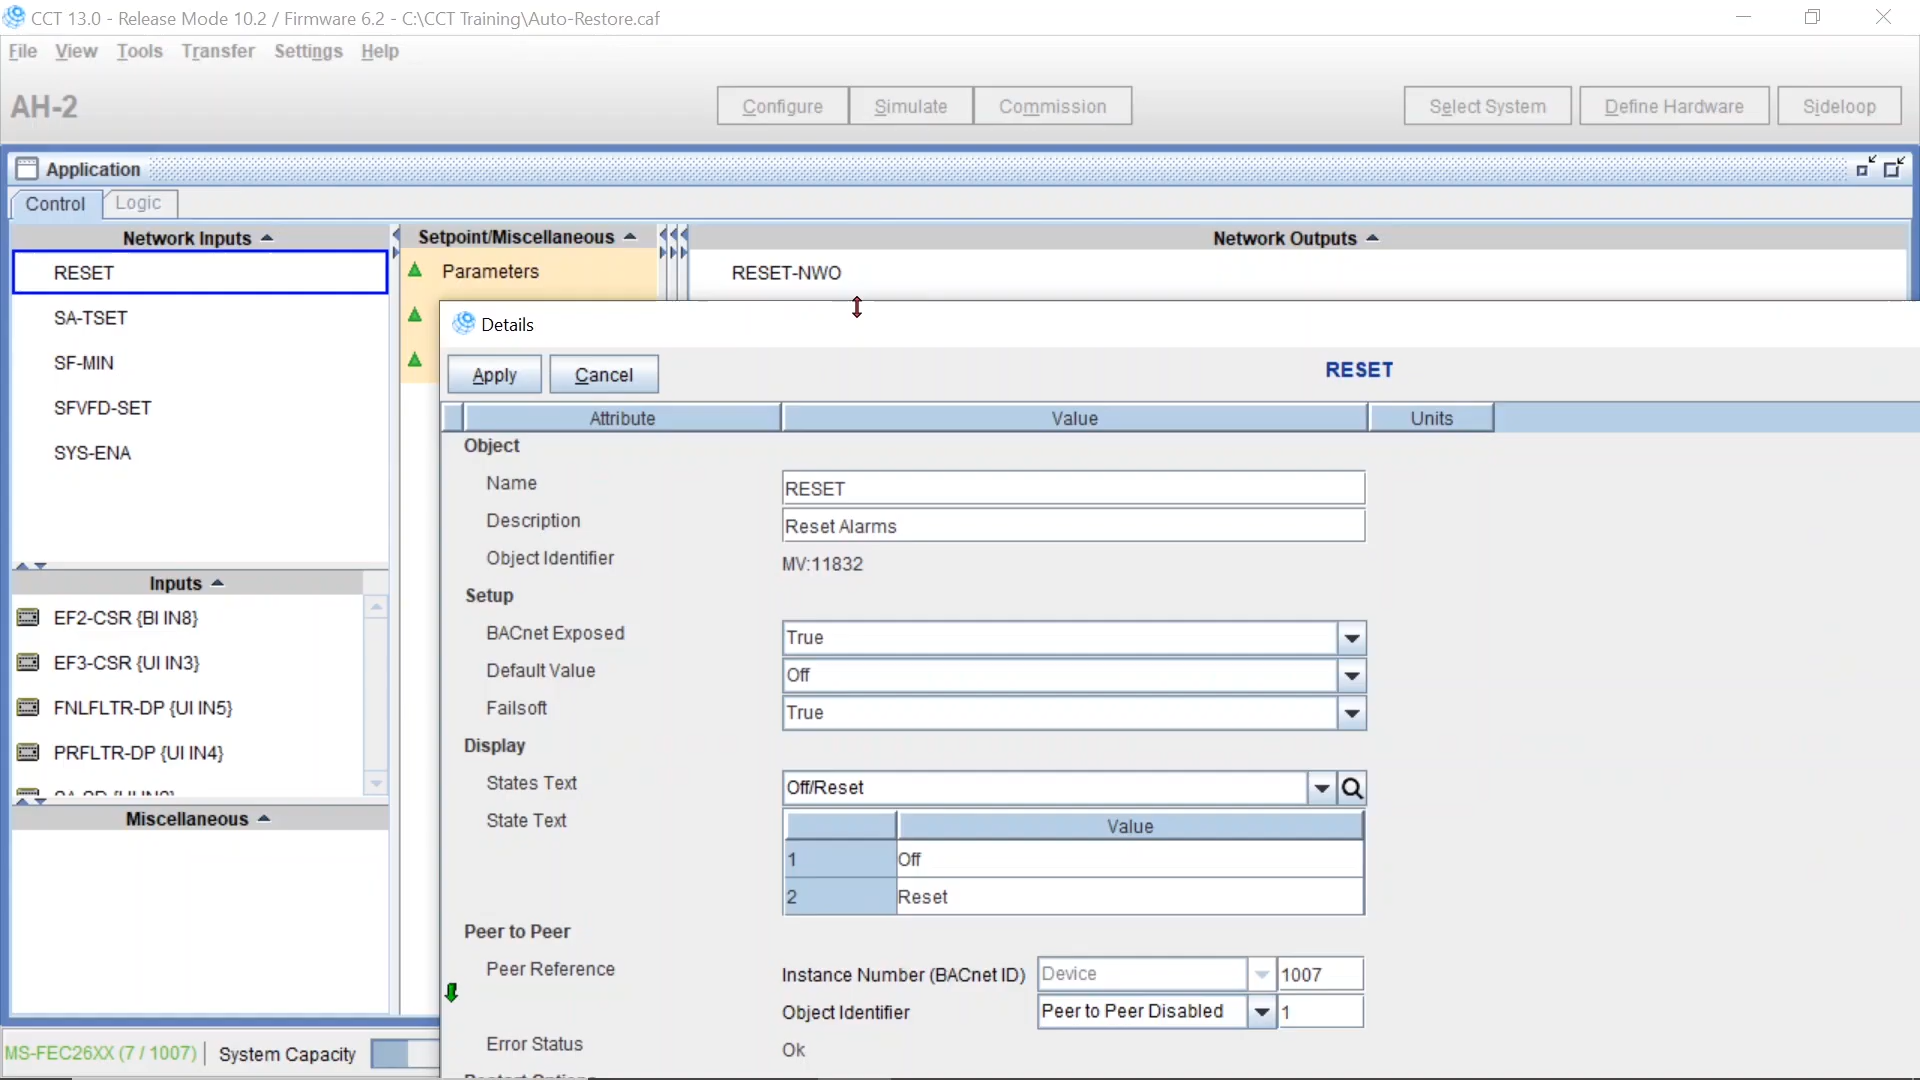 CCT 13.0 - Release Mode 10.2 / Firmware 6.2 - C:\CCT Training\Auto-Restore.caf
File View Tools Transfer Settings Help
AH-2
Configure Simulate Commission
Select System Define Hardware Sideloop
Application
Control Logic
Network Inputs
RESET
SA-TSET
SF-MIN
SFVFD-SET
SYS-ENA
Inputs
EF2-CSR {BI IN8}
EF3-CSR {UI IN3}
FNLFLTR-DP {UI IN5}
PRFLTR-DP {UI IN4}
Miscellaneous
Setpoint/Miscellaneous
Parameters
Network Outputs
RESET-NWO
Details
Apply Cancel
RESET
Attribute Value Units
Object
Name RESET
Description Reset Alarms
Object Identifier MV:11832
Setup
BACnet Exposed True
Default Value Off
Failsoft True
Display
States Text Off/Reset
State Text Value
1 Off
2 Reset
Peer to Peer
Peer Reference Instance Number (BACnet ID) Device 1007
Object Identifier Peer to Peer Disabled 1
Error Status Ok
MS-FEC26XX (7 / 1007) System Capacity